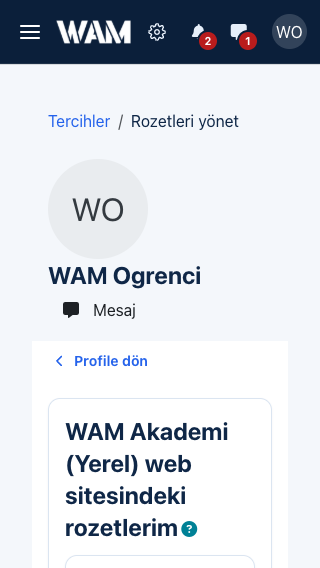 WAM
2
1
WO
Tercihler / Rozetleri yönet
WO
WAM Ogrenci
Mesaj
Profile dön
WAM Akademi
(Yerel) web
sitesindeki
rozetlerim ?